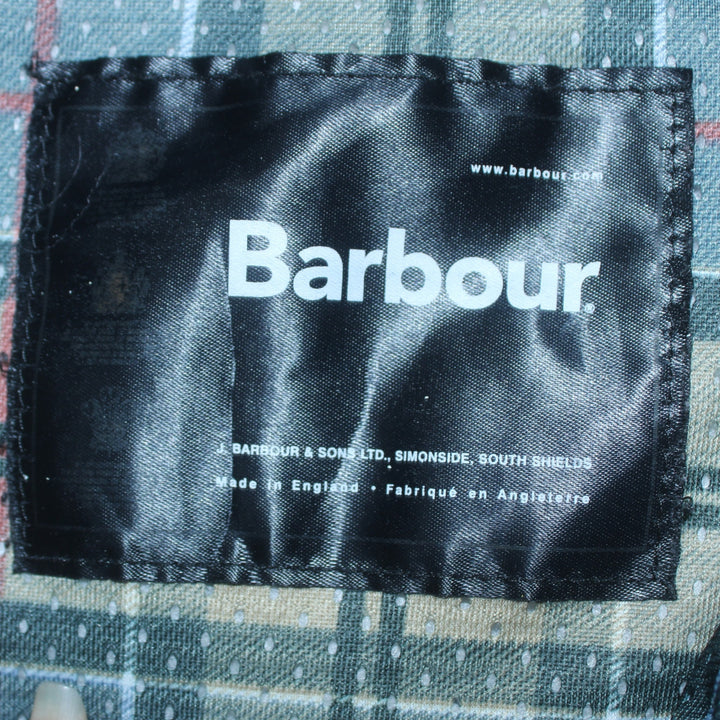 www.barbour.com
Barbour®
J. BARBOUR & SONS LTD., SIMONSIDE, SOUTH SHIELDS
Made in England • Fabriqué en Angleterre